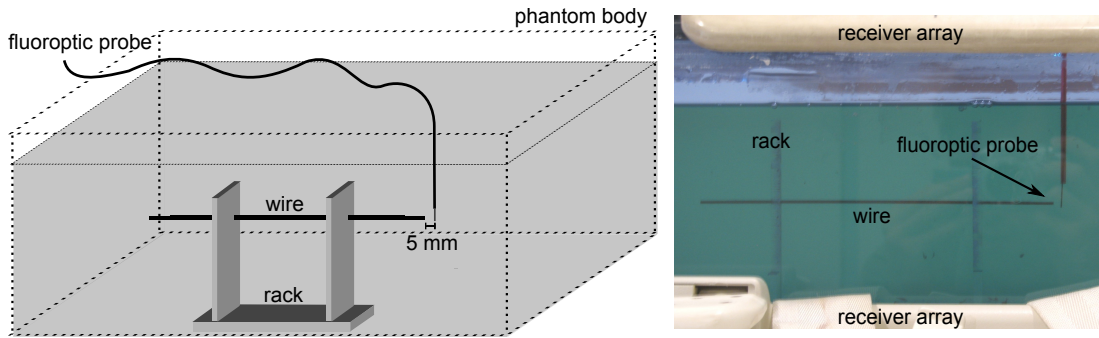 phantom body
fluoroptic probe
wire
5 mm
rack
receiver array
rack
fluoroptic probe
wire
receiver array